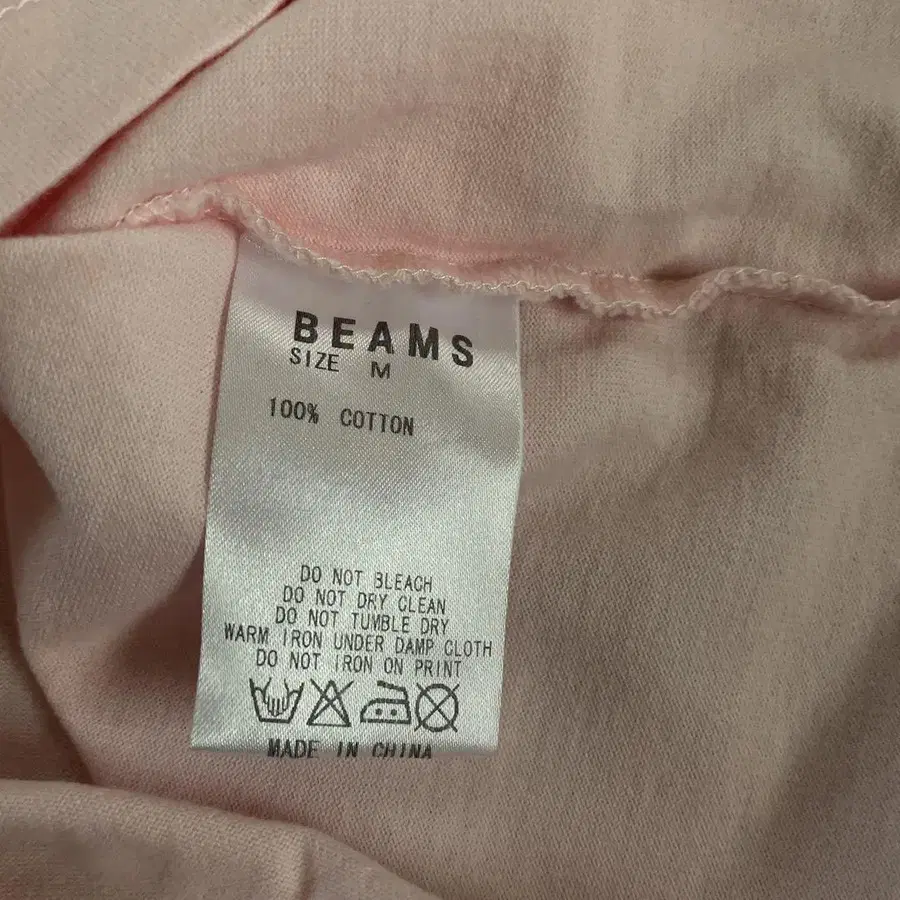 BEAMS
SIZE M
100% COTTON
DO NOT BLEACH
DO NOT DRY CLEAN
DO NOT TUMBLE DRY
WARM IRON UNDER DAMP CLOTH
DO NOT IRON ON PRINT
MADE IN CHINA